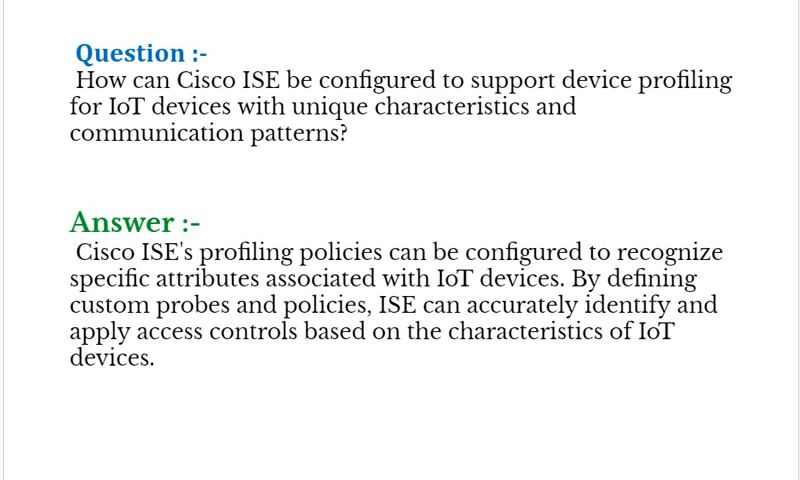 Question :-
How can Cisco ISE be configured to support device profiling
for IoT devices with unique characteristics and
communication patterns?
Answer :-
Cisco ISE's profiling policies can be configured to recognize
specific attributes associated with IoT devices. By defining
custom probes and policies, ISE can accurately identify and
apply access controls based on the characteristics of IoT
devices.